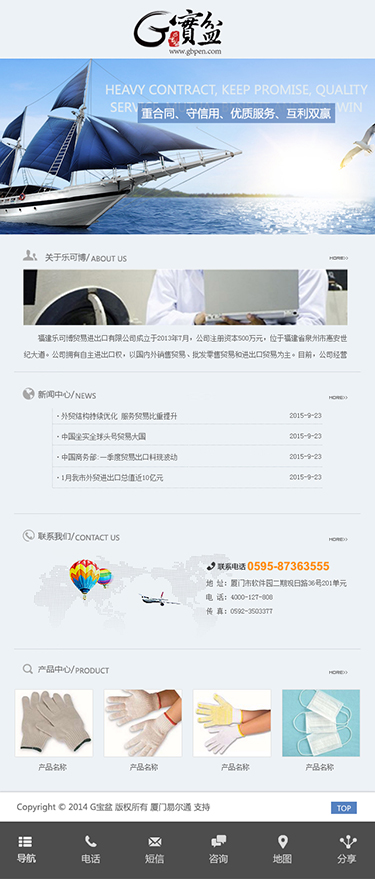 G宝盆
www.gbpen.com
HEAVY CONTRACT, KEEP PROMISE, QUALITY
SERVICE WIN
重合同、守信用、优质服务、互利双赢
关于乐可博/ABOUT US HOME>>
福建乐可博贸易进出口有限公司成立于2013年7月，公司注册资本500万元，位于福建省泉州市惠安世
纪大道。公司拥有自主进出口权，以国内外销售贸易、批发零售贸易和进出口贸易为主。目前，公司经营
新闻中心/NEWS HOME>>
· 外贸结构持续优化 服务贸易比重提升 2015-9-23
· 中国坐实全球头号贸易大国 2015-9-23
· 中国商务部: 一季度贸易出口料现波动 2015-9-23
· 1月我市外贸进出口总值近10亿元 2015-9-23
联系我们/CONTACT US HOME>>
联系电话 0595-87363555
地 址: 厦门市软件园二期观日路36号201单元
电 话: 4000-127-808
传 真: 0592-3503377
产品中心/PRODUCT HOME>>
产品名称 产品名称 产品名称 产品名称
Copyright © 2014 G宝盆 版权所有 厦门易尔通 支持 TOP
导航 电话 短信 咨询 地图 分享